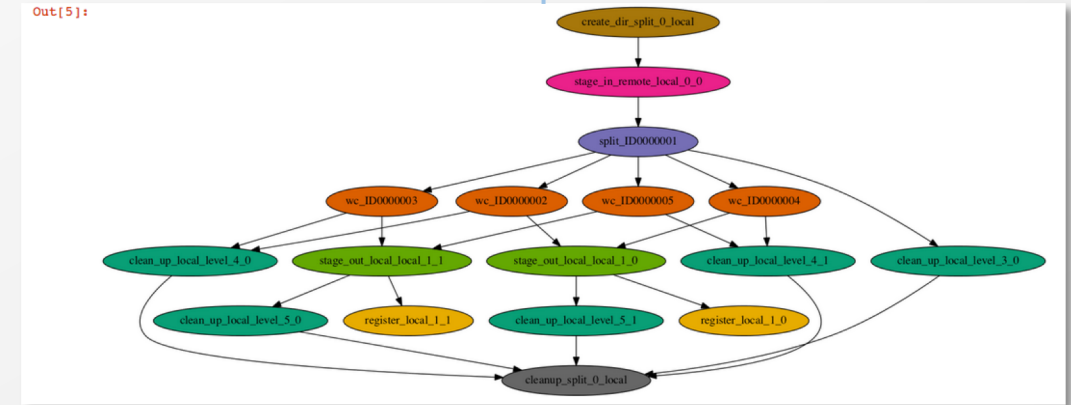 Out[5]:
create_dir_split_0_local
stage_in_remote_local_0_0
split_ID0000001
wc_ID0000003
wc_ID0000002
wc_ID0000005
wc_ID0000004
clean_up_local_level_4_0
stage_out_local_local_1_1
stage_out_local_local_1_0
clean_up_local_level_4_1
clean_up_local_level_3_0
clean_up_local_level_5_0
register_local_1_1
clean_up_local_level_5_1
register_local_1_0
cleanup_split_0_local